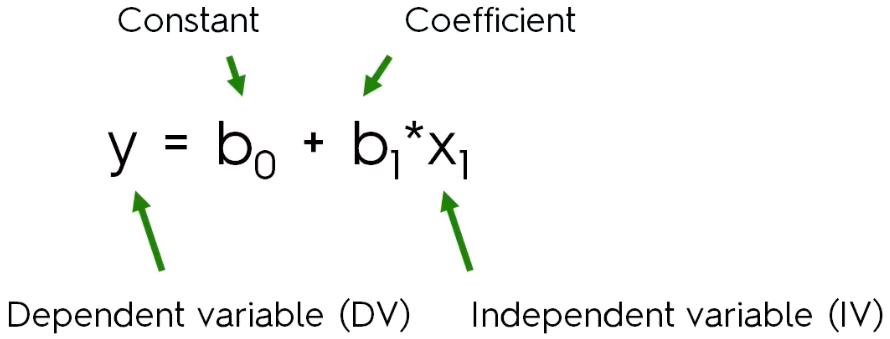 Constant Coefficient
y = b₀ + b₁*x₁
Dependent variable (DV) Independent variable (IV)